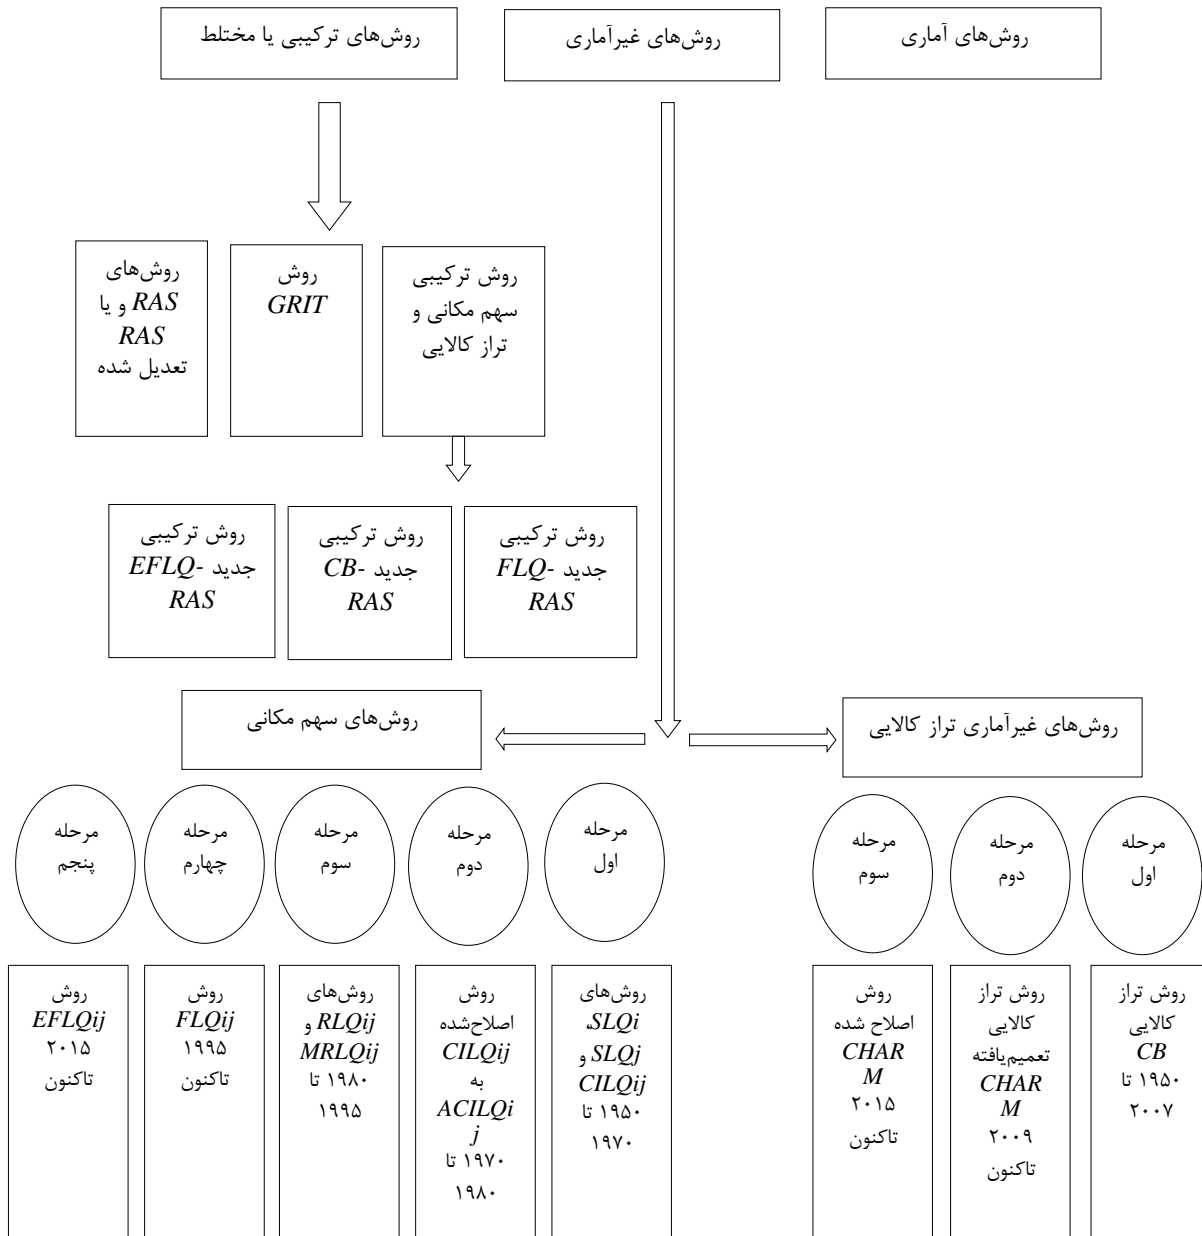 روش‌های آماری
روش‌های غیرآماری
روش‌های ترکیبی یا مختلط
روش ترکیبی
سهم مکانی و
تراز کالایی
روش
GRIT
روش‌های
RAS و یا
RAS
تعدیل شده
روش ترکیبی
جدید FLQ-
RAS
روش ترکیبی
جدید CB-
RAS
روش ترکیبی
جدید EFLQ-
RAS
روش‌های غیرآماری تراز کالایی
روش‌های سهم مکانی
مرحله
اول
مرحله
دوم
مرحله
سوم
مرحله
اول
مرحله
دوم
مرحله
سوم
مرحله
چهارم
مرحله
پنجم
روش تراز
کالایی
CB
۱۹۵۰ تا
۲۰۰۷
روش تراز
کالایی
تعمیم‌یافته
CHAR
M
۲۰۰۹
تاکنون
روش
اصلاح شده
CHAR
M
۲۰۱۵
تاکنون
روش‌های
SLQi،
SLQj و
CILQij
۱۹۵۰ تا
۱۹۷۰
روش
اصلاح‌شده
CILQij
به
ACILQi
j
۱۹۷۰ تا
۱۹۸۰
روش‌های
RLQij و
MRLQij
۱۹۸۰ تا
۱۹۹۵
روش
FLQij
۱۹۹۵
تاکنون
روش
EFLQij
۲۰۱۵
تاکنون